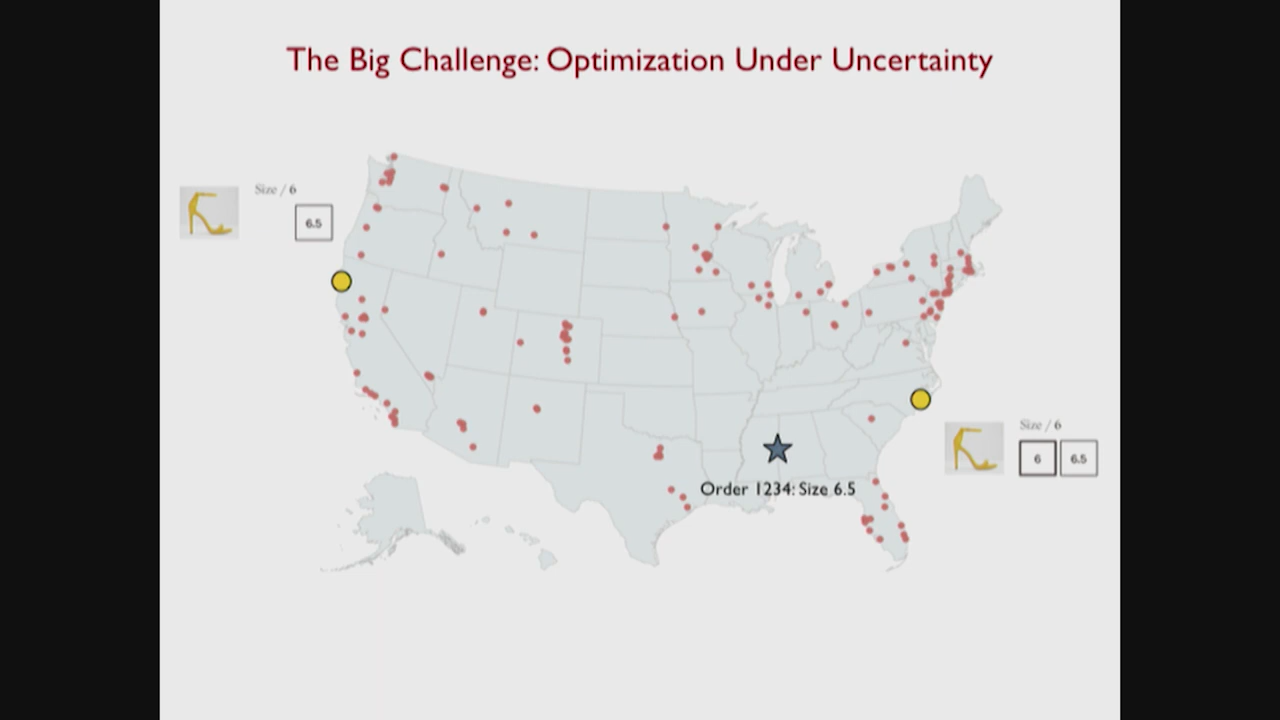 The Big Challenge: Optimization Under Uncertainty
Size / 6
6.5
Size / 6
6 6.5
Order 1234: Size 6.5